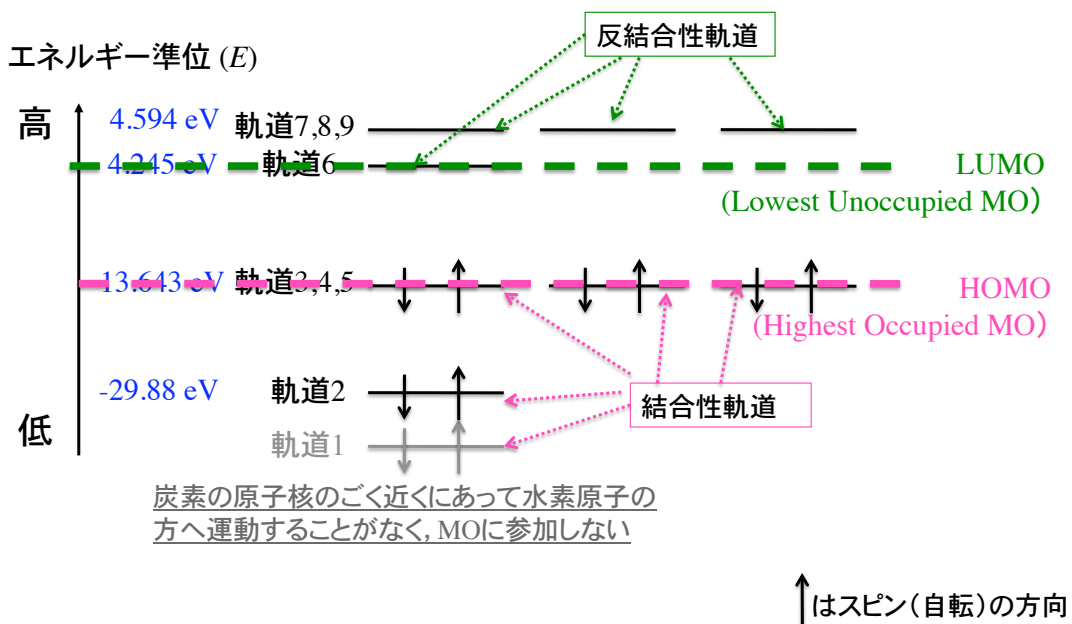 反結合性軌道
エネルギー準位 (E)
高
4.594 eV 軌道7,8,9
4.245 eV 軌道6
LUMO
(Lowest Unoccupied MO)
13.643 eV 軌道3,4,5
HOMO
(Highest Occupied MO)
-29.88 eV 軌道2
結合性軌道
低
軌道1
炭素の原子核のごく近くにあって水素原子の
方へ運動することがなく, MOに参加しない
はスピン(自転)の方向